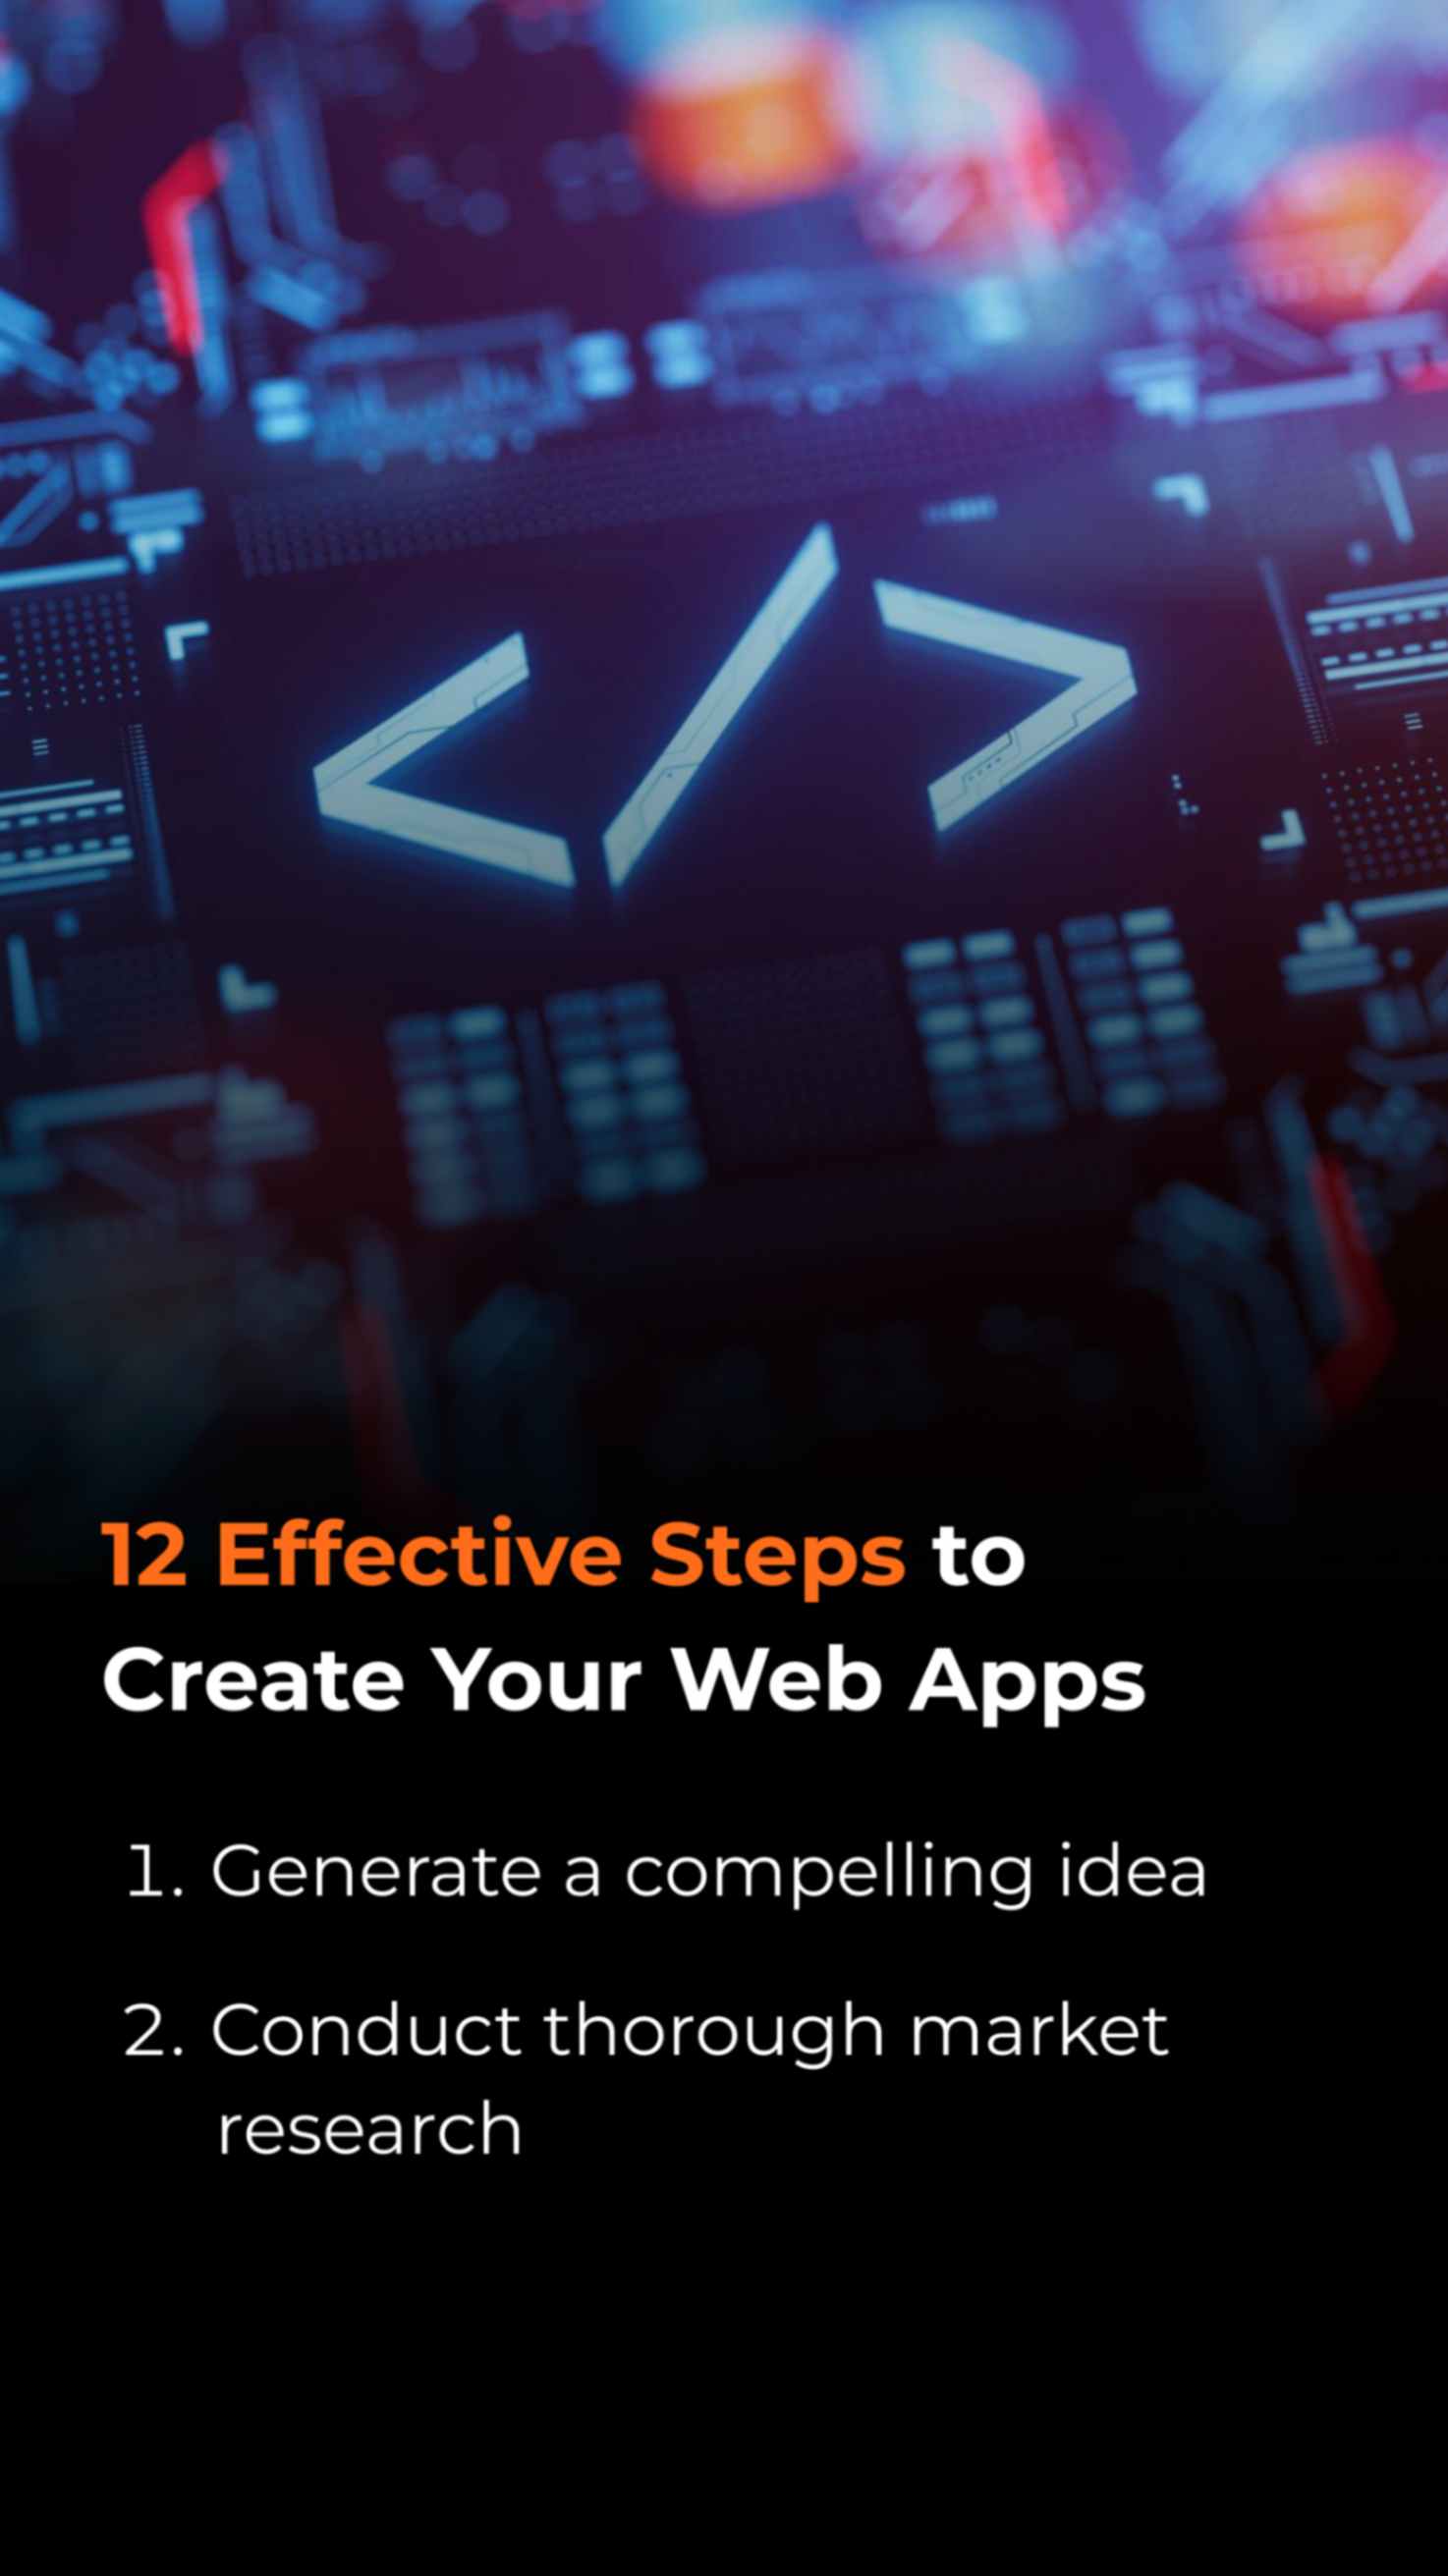 </>
12 Effective Steps to
Create Your Web Apps
1. Generate a compelling idea
2. Conduct thorough market
research